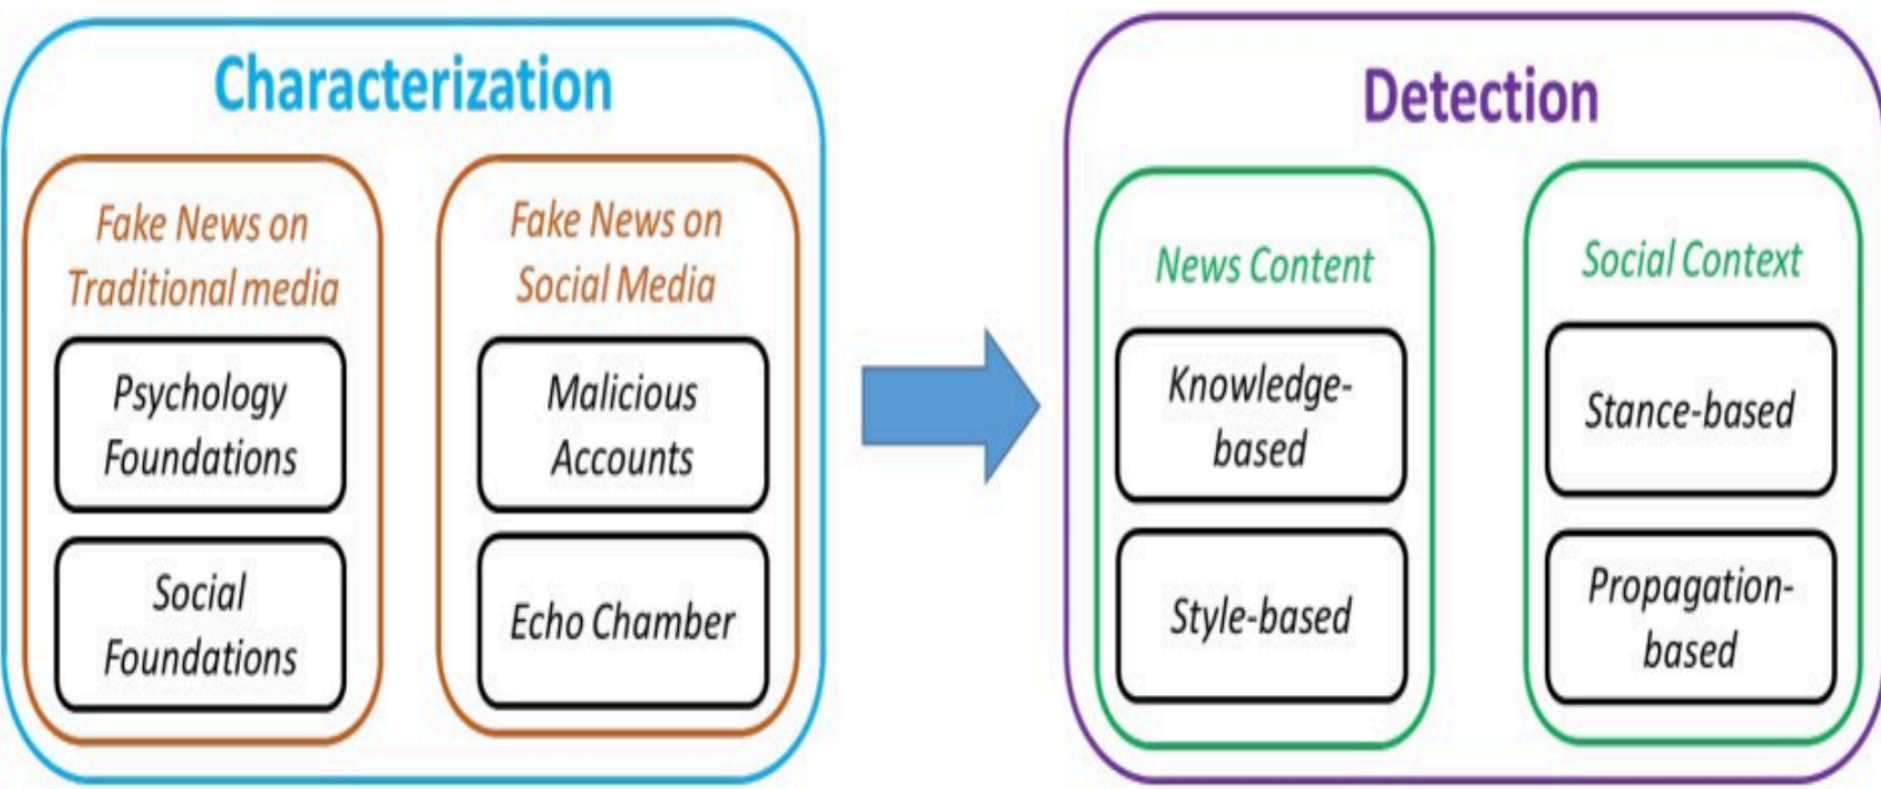 Characterization
Fake News on
Traditional media
Psychology
Foundations
Social
Foundations
Fake News on
Social Media
Malicious
Accounts
Echo Chamber
Detection
News Content
Knowledge-
based
Style-based
Social Context
Stance-based
Propagation-
based